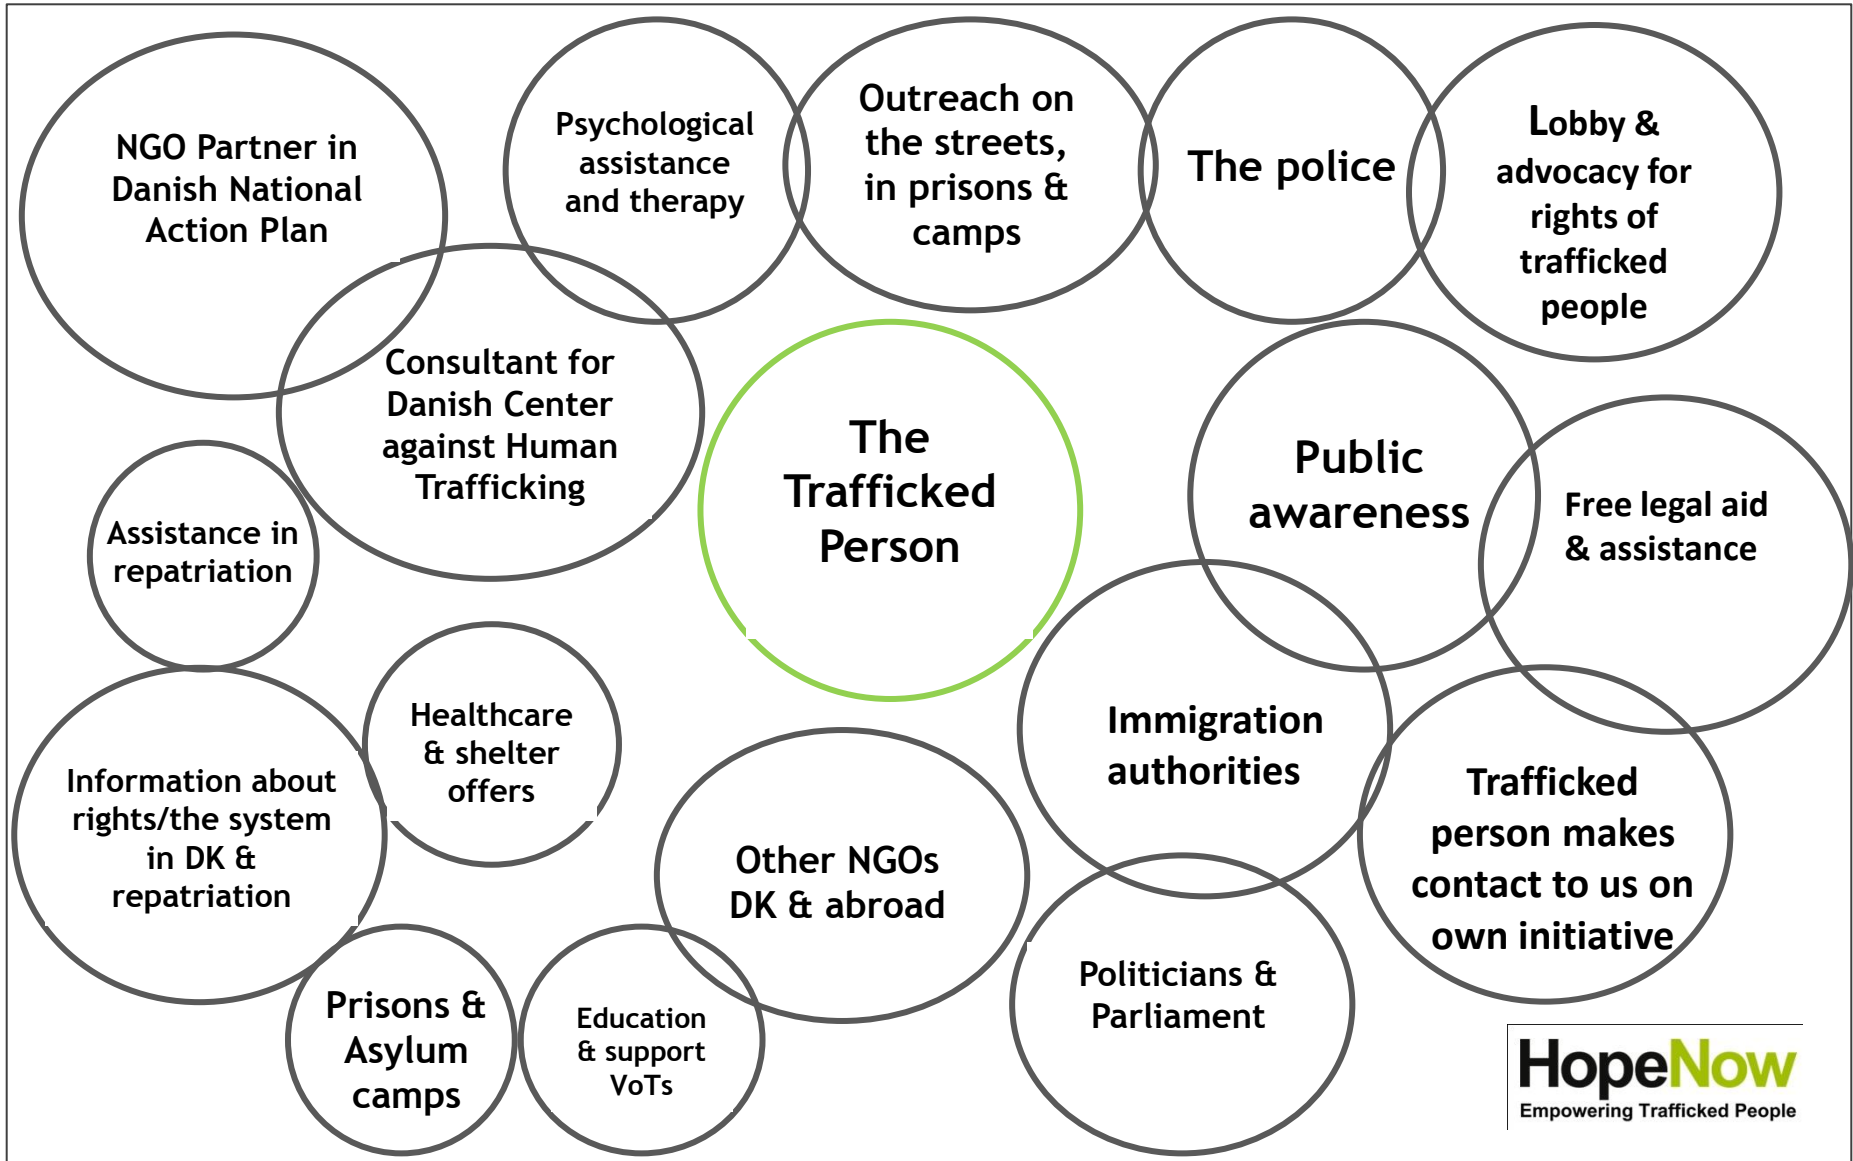 NGO Partner in
Danish National
Action Plan
Psychological
assistance
and therapy
Outreach on
the streets,
in prisons &
camps
The police
Lobby &
advocacy for
rights of
trafficked
people
Consultant for
Danish Center
against Human
Trafficking
The
Trafficked
Person
Public
awareness
Free legal aid
& assistance
Assistance in
repatriation
Healthcare
& shelter
offers
Immigration
authorities
Information about
rights/the system
in DK &
repatriation
Other NGOs
DK & abroad
Trafficked
person makes
contact to us on
own initiative
Prisons &
Asylum
camps
Education
& support
VoTs
Politicians &
Parliament
HopeNow
Empowering Trafficked People